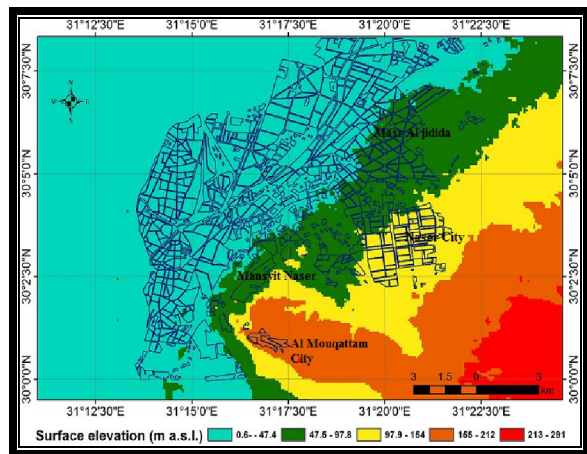 31°12'30"E 31°15'0"E 31°17'30"E 31°20'0"E 31°22'30"E
30°7'30"N 30°7'30"N
N
W E
S
Masr Al jidida
30°5'0"N 30°5'0"N
Naser City
30°2'30"N 30°2'30"N
Mansyit Naser
Al Mouqattam
City
3 1.5 0 3
km
30°0'0"N 30°0'0"N
31°12'30"E 31°15'0"E 31°17'30"E 31°20'0"E 31°22'30"E
Surface elevation (m a.s.l.) 0.6- - 47.4 47.5 - 97.8 97.9 - 154 155 - 212 213 - 291